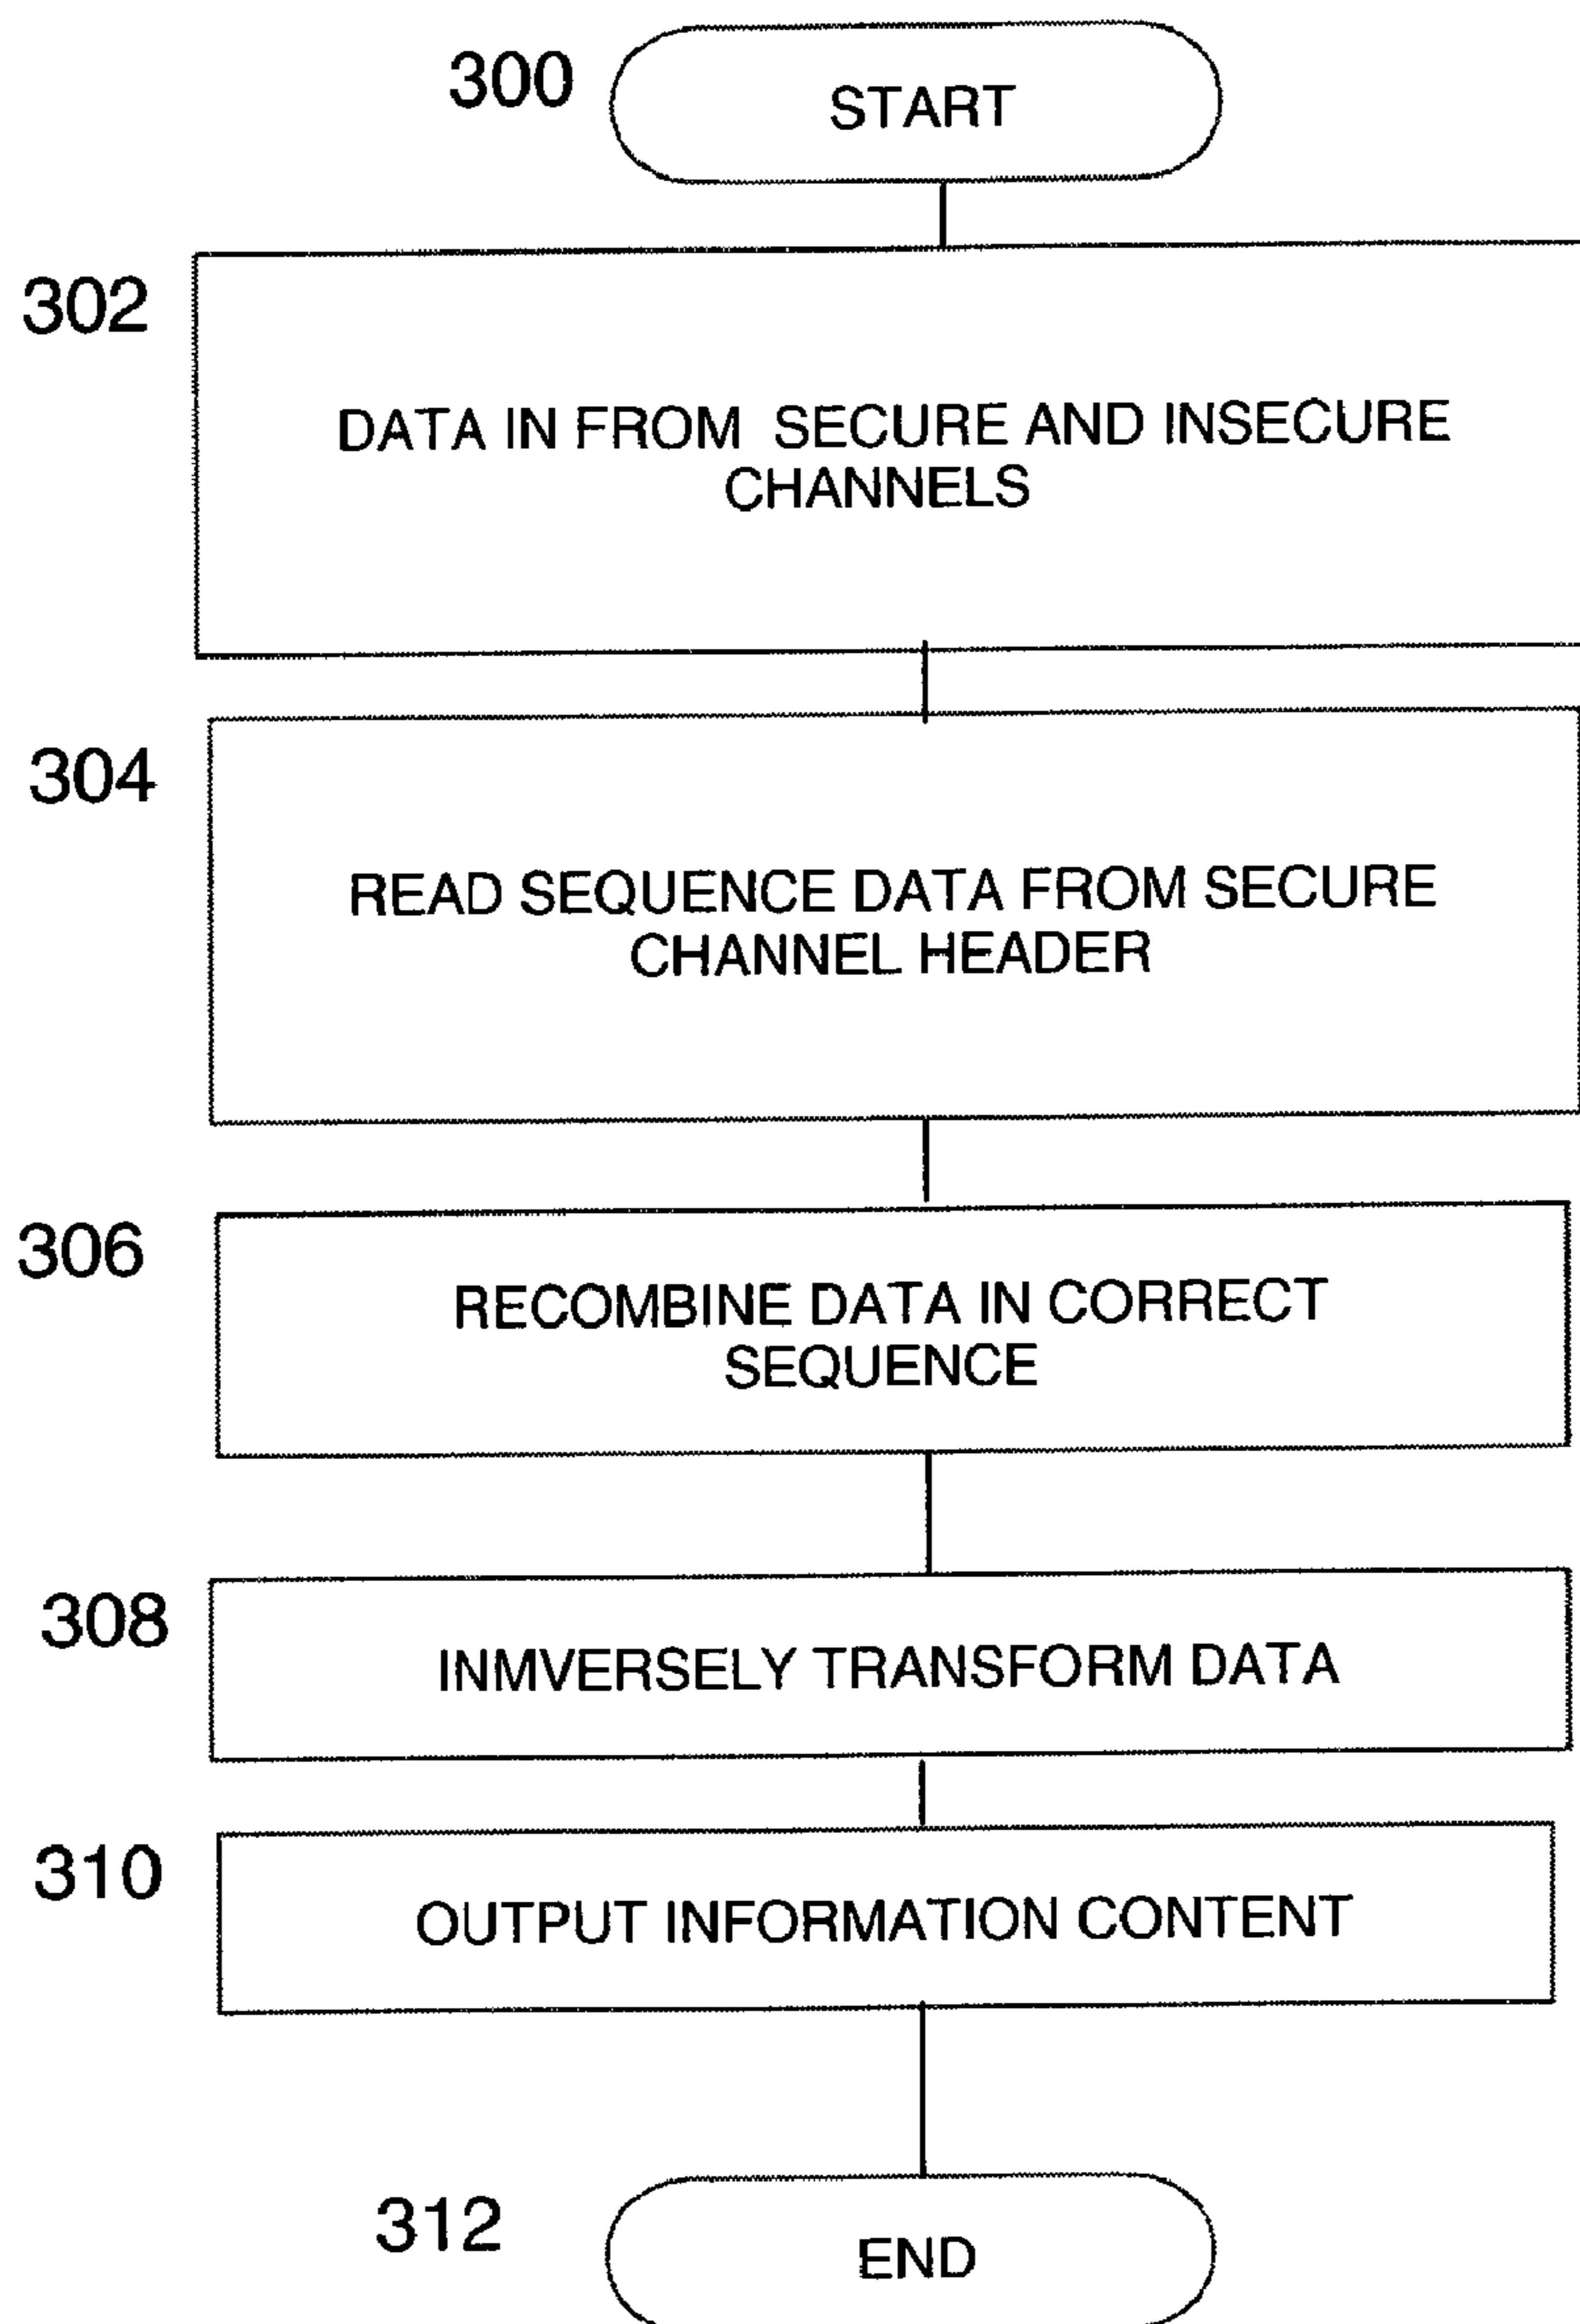 300
START
302
DATA IN FROM SECURE AND INSECURE
CHANNELS
304
READ SEQUENCE DATA FROM SECURE
CHANNEL HEADER
306
RECOMBINE DATA IN CORRECT
SEQUENCE
308
INMVERSELY TRANSFORM DATA
310
OUTPUT INFORMATION CONTENT
312
END